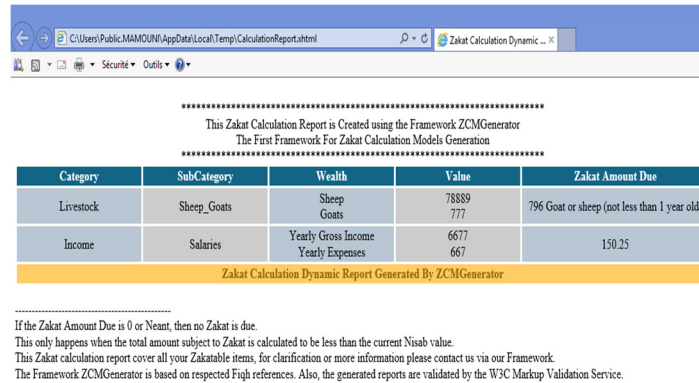 C:\Users\Public.MAMOUNI\AppData\Local\Temp\CalculationReport.xhtml
Zakat Calculation Dynamic ...
Sécurité Outils
******************************************************************************
This Zakat Calculation Report is Created using the Framework ZCMGenerator
The First Framework For Zakat Calculation Models Generation
******************************************************************************
Category SubCategory Wealth Value Zakat Amount Due
Livestock Sheep_Goats Sheep 78889 796 Goat or sheep (not less than 1 year old
Goats 777
Income Salaries Yearly Gross Income 6677 150.25
Yearly Expenses 667
Zakat Calculation Dynamic Report Generated By ZCMGenerator
-----------------------------------------------
If the Zakat Amount Due is 0 or Neant, then no Zakat is due.
This only happens when the total amount subject to Zakat is calculated to be less than the current Nisab value.
This Zakat calculation report cover all your Zakatable items, for clarification or more information please contact us via our Framework.
The Framework ZCMGenerator is based on respected Fiqh references. Also, the generated reports are validated by the W3C Markup Validation Service.